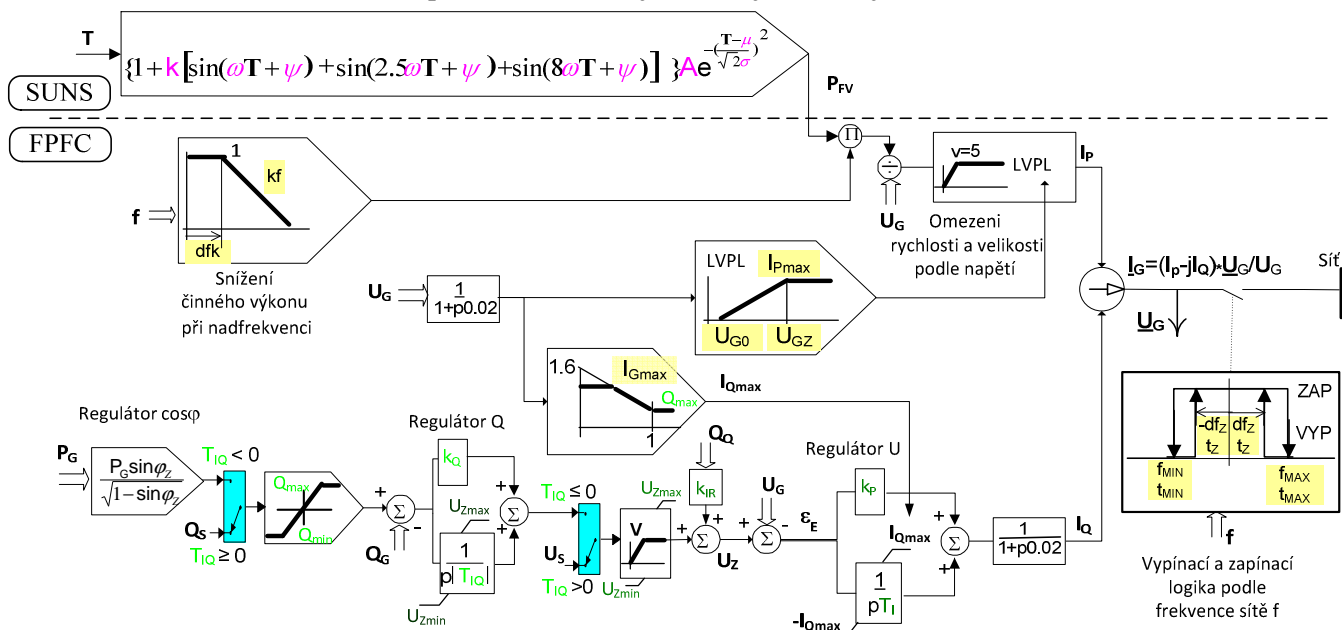 T
{1+k[sin(ωT+ψ)+sin(2.5ωT+ψ)+sin(8ωT+ψ)] }Ae^{-(\frac{T-μ}{\sqrt{2}σ})^2}
SUNS
P_FV
FPFC
1
kf
f
dfk
Snížení
činného výkonu
při nadfrekvenci
Π
÷
U_G
v=5
LVPL
I_P
Omezeni
rychlosti a velikosti
podle napětí
U_G
1
1+p0.02
LVPL
I_Pmax
U_G0
U_GZ
I_G=(I_p-jI_Q)*U_G/U_G
Síť
U_G
1.6
I_Gmax
Q_max
1
I_Qmax
ZAP
-df_Z
df_Z
t_Z
t_Z
VYP
f_MIN
t_MIN
f_MAX
t_MAX
f
Vypínací a zapínací
logika podle
frekvence sítě f
Regulátor cosφ
P_G
P_G sinφ_Z
√1-sinφ_Z
T_IQ < 0
Q_S
T_IQ ≥ 0
Q_max
Q_min
+
Σ
-
Q_G
Regulátor Q
k_Q
U_Zmax
1
p|T_IQ|
U_Zmin
+
+
Σ
T_IQ ≤ 0
U_S
T_IQ >0
U_Zmax
V
U_Zmin
Q_Q
k_IR
+
+
Σ
U_Z
U_G
+
-
Σ
ε_E
Regulátor U
k_P
I_Qmax
1
pT_I
-I_Qmax
+
+
Σ
1
1+p0.02
I_Q